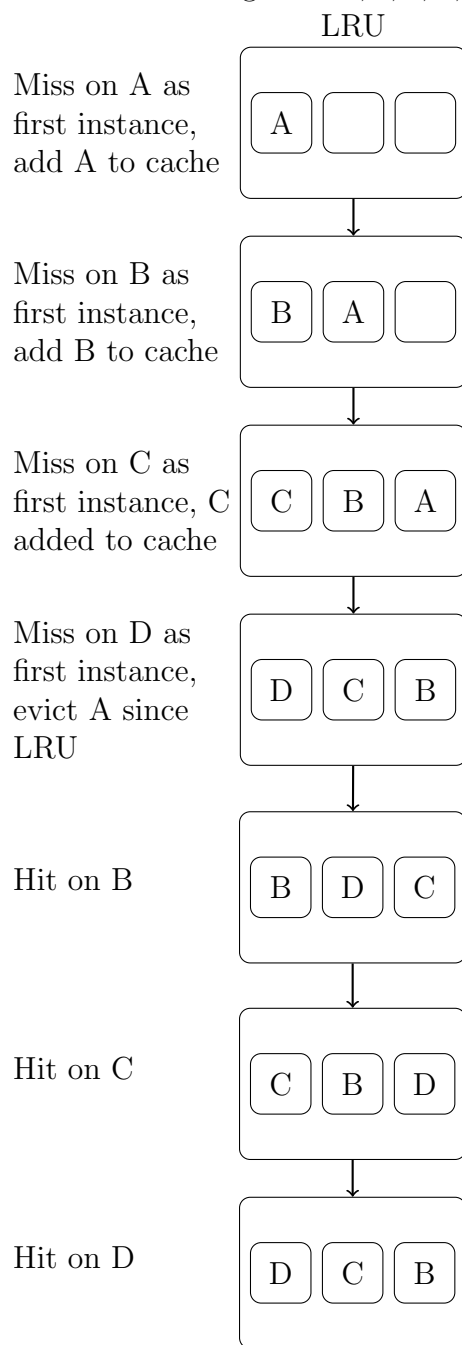 LRU
Miss on A as
first instance,
add A to cache
A
Miss on B as
first instance,
add B to cache
B A
Miss on C as
first instance, C
added to cache
C B A
Miss on D as
first instance,
evict A since
LRU
D C B
Hit on B
B D C
Hit on C
C B D
Hit on D
D C B